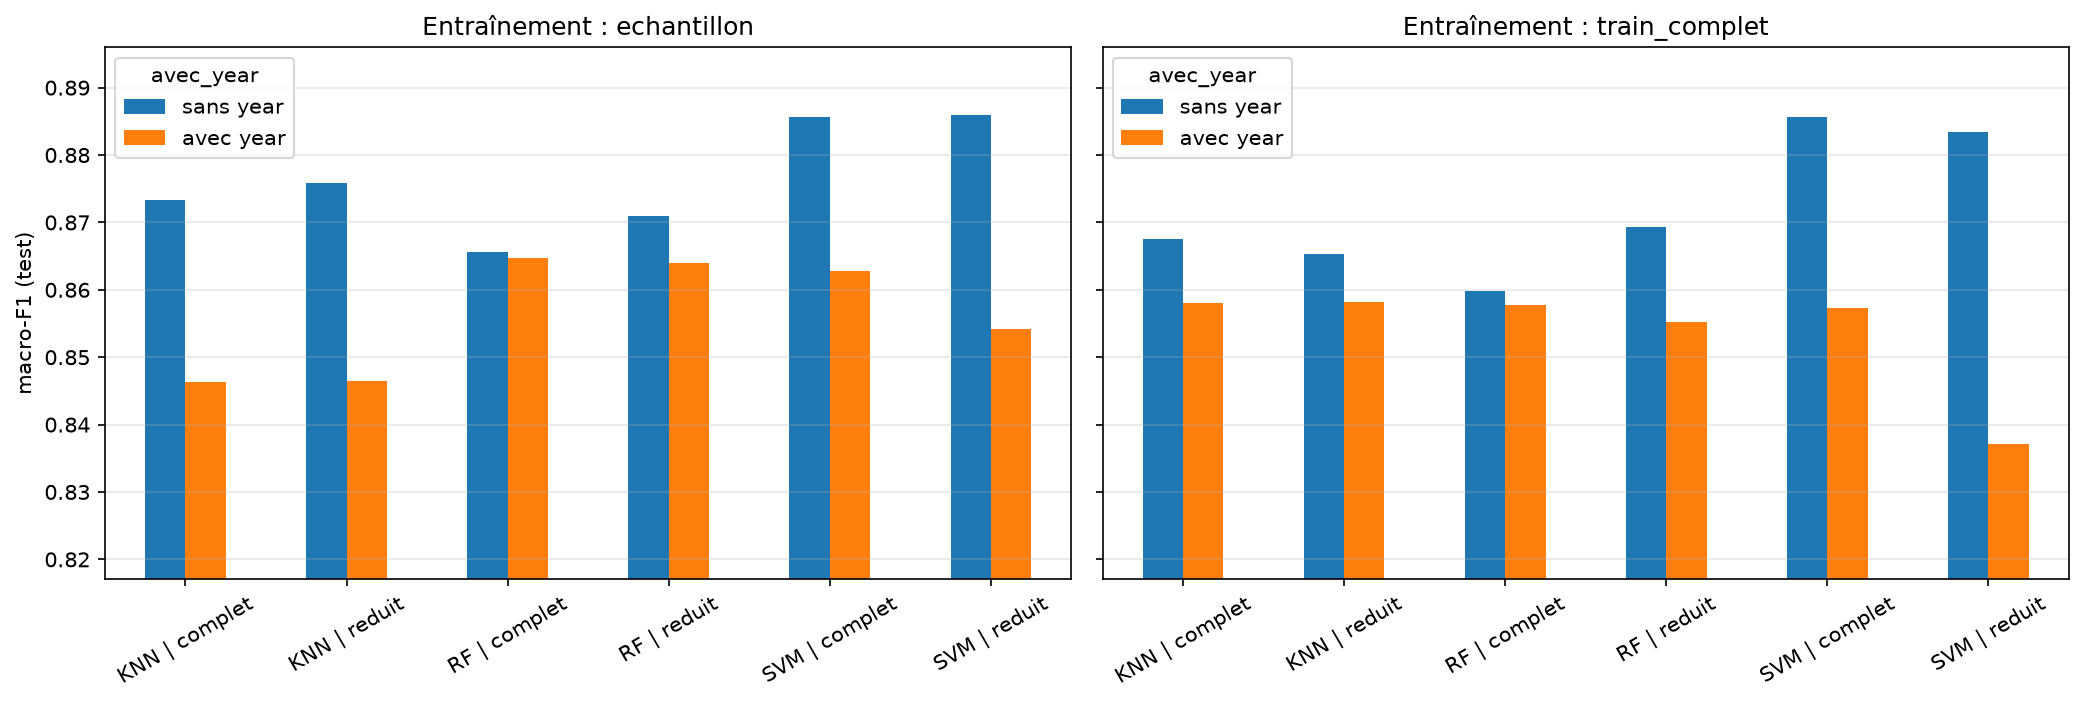 Entraînement : echantillon
avec_year
sans year
avec year
0.89
0.88
0.87
0.86
0.85
0.84
0.83
0.82
macro-F1 (test)
KNN | complet
KNN | reduit
RF | complet
RF | reduit
SVM | complet
SVM | reduit
Entraînement : train_complet
avec_year
sans year
avec year
KNN | complet
KNN | reduit
RF | complet
RF | reduit
SVM | complet
SVM | reduit